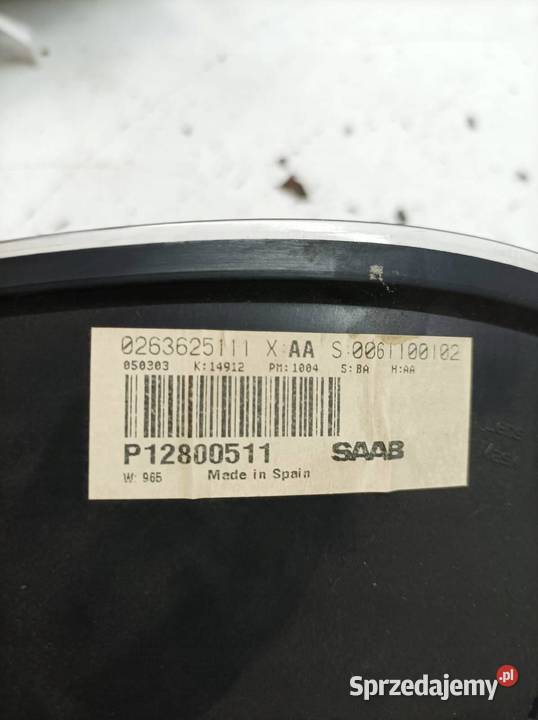 0263625111 X:AA S:0061100102
050303 K:14912 PM:1004 S:BA H:AA
P12800511 SAAB
W: 965 Made in Spain
Sprzedajemy.pl